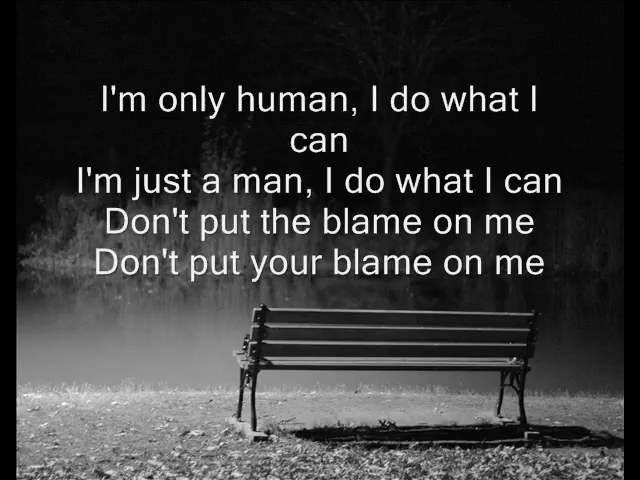 I'm only human, I do what I
can
I'm just a man, I do what I can
Don't put the blame on me
Don't put your blame on me